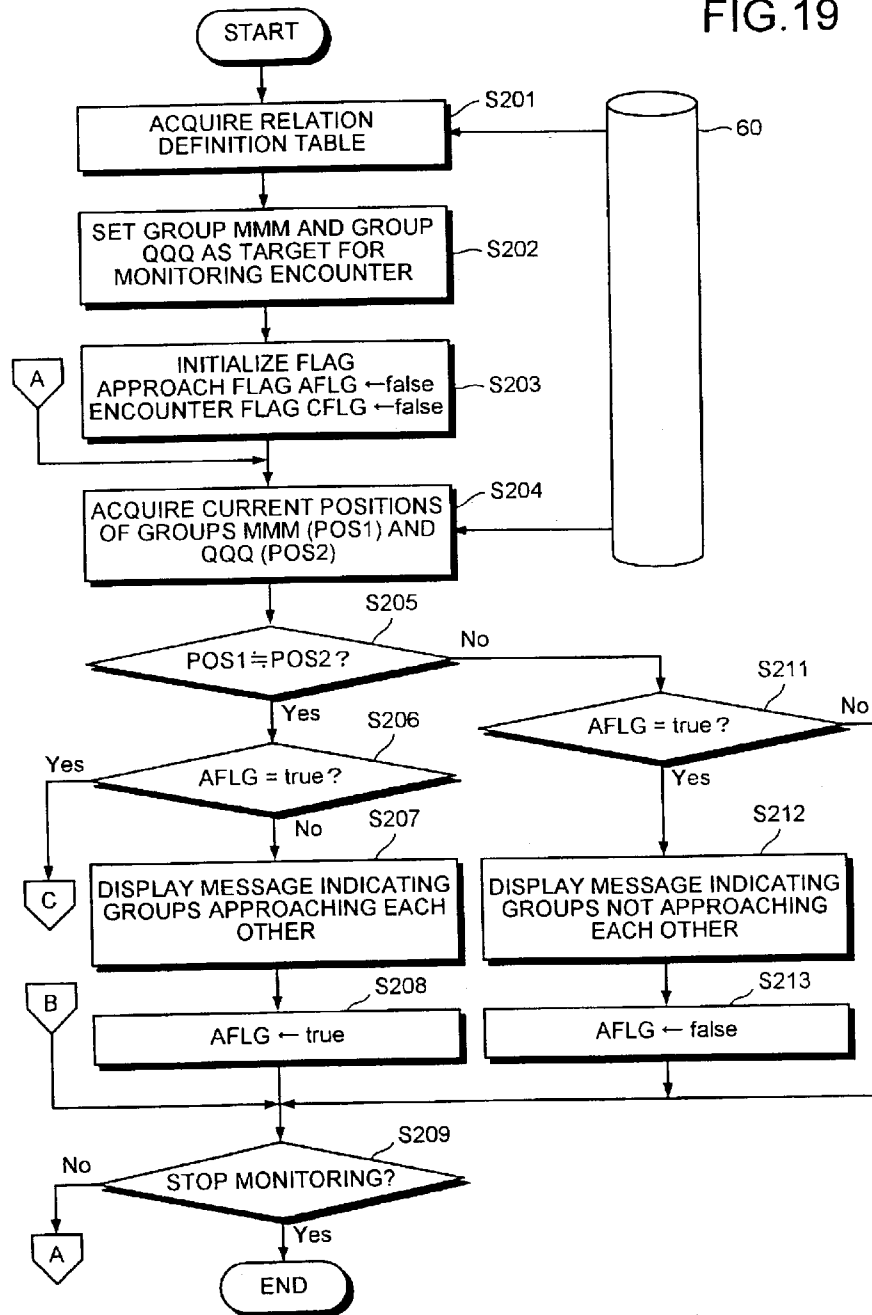 FIG.19
START
S201
60
ACQUIRE RELATION
DEFINITION TABLE
SET GROUP MMM AND GROUP
QQQ AS TARGET FOR
MONITORING ENCOUNTER
S202
A
INITIALIZE FLAG
APPROACH FLAG AFLG ←false
ENCOUNTER FLAG CFLG ←false
S203
S204
ACQUIRE CURRENT POSITIONS
OF GROUPS MMM (POS1) AND
QQQ (POS2)
S205
POS1≒POS2?
No
Yes
S211
AFLG = true?
No
Yes
S206
AFLG = true?
Yes
No
C
S207
DISPLAY MESSAGE INDICATING
GROUPS APPROACHING EACH
OTHER
S212
DISPLAY MESSAGE INDICATING
GROUPS NOT APPROACHING
EACH OTHER
B
S208
AFLG ← true
S213
AFLG ← false
S209
STOP MONITORING?
No
Yes
A
END